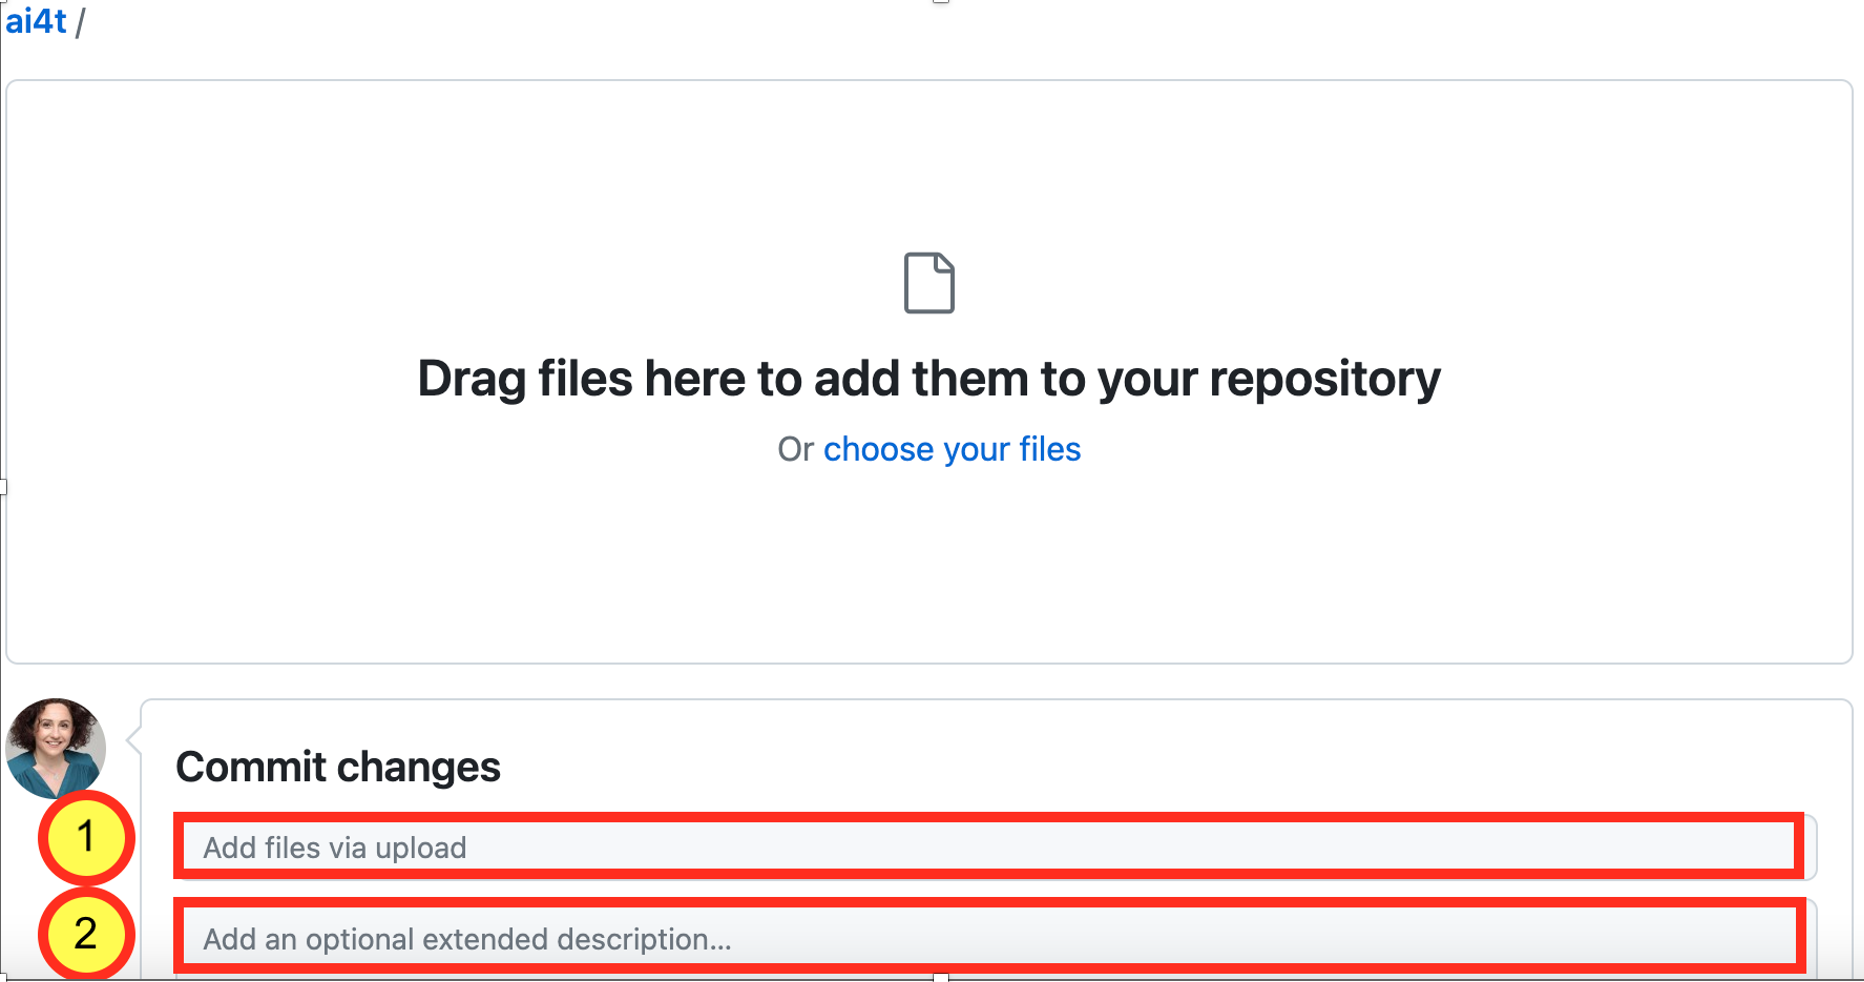 ai4t /
Drag files here to add them to your repository
Or choose your files
Commit changes
1
Add files via upload
2
Add an optional extended description...